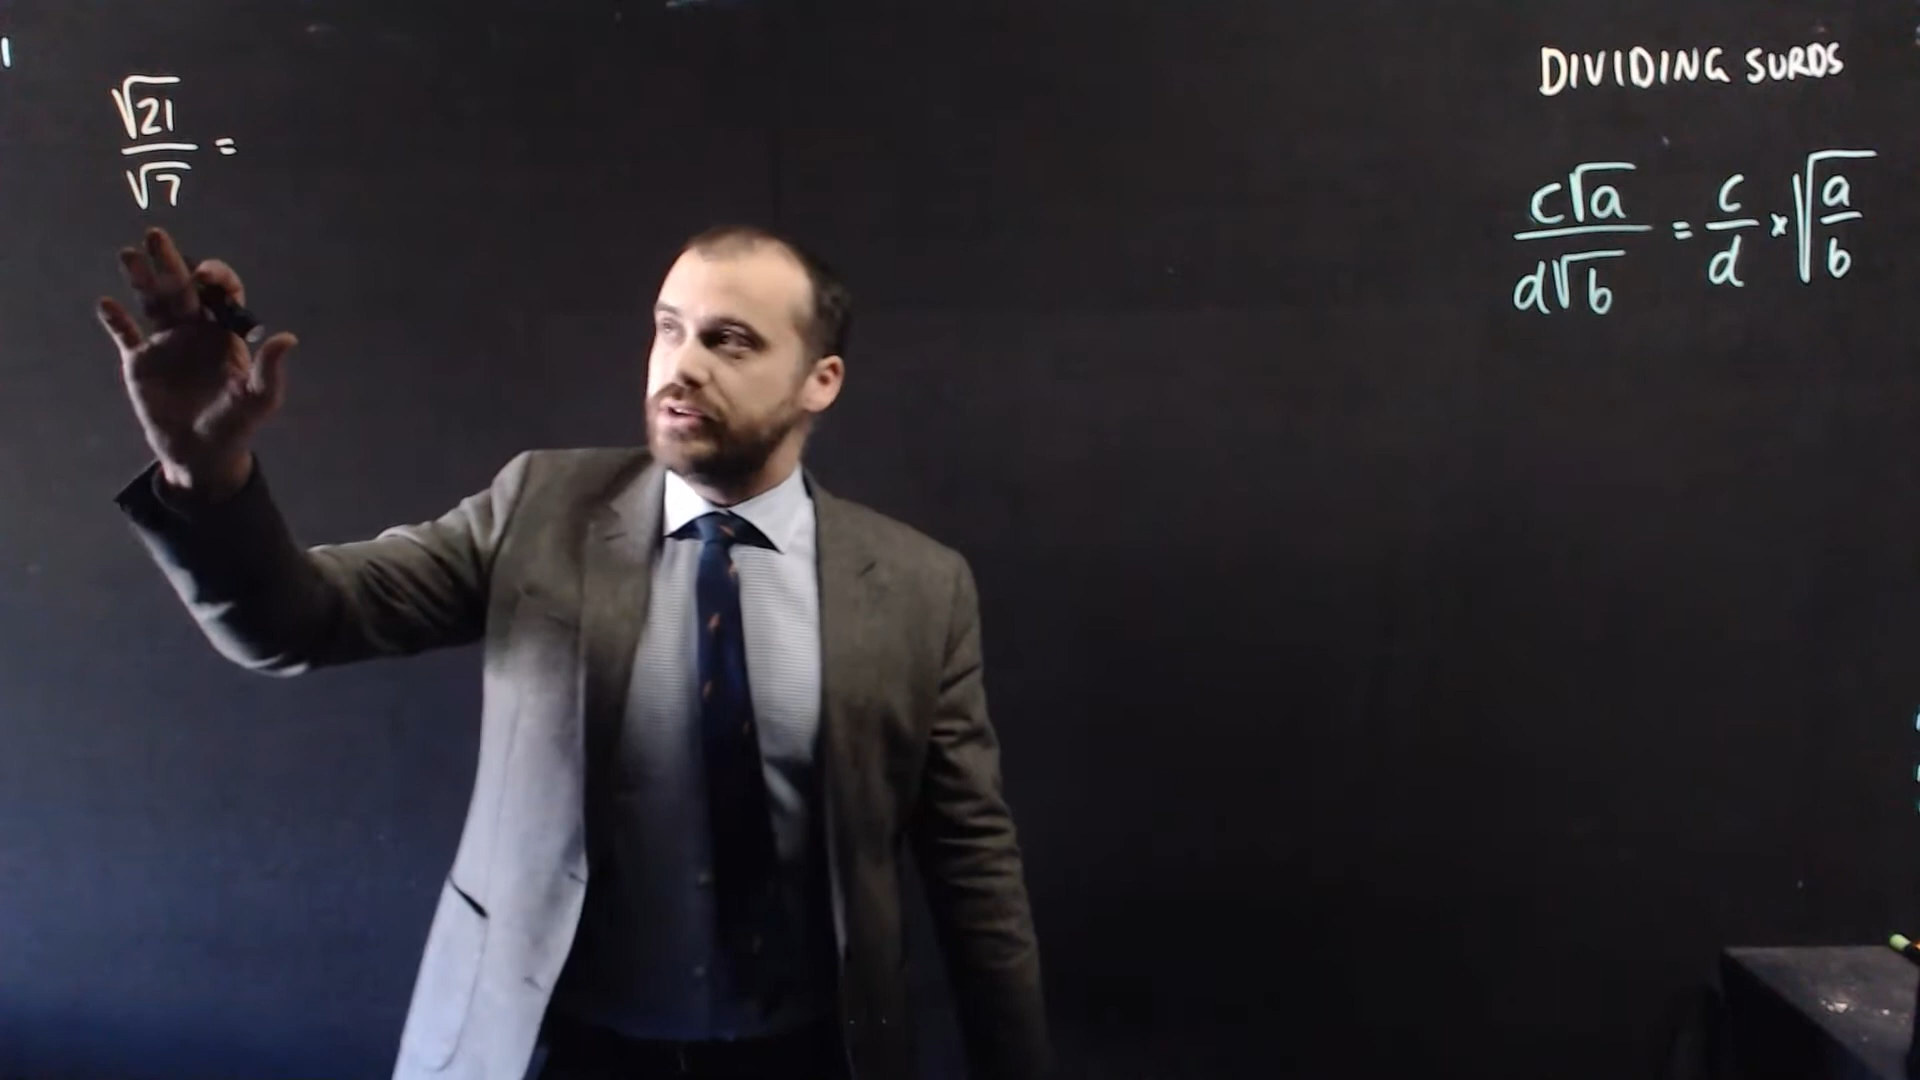 √21/√7 =
DIVIDING SURDS
c√a/d√b = c/d × √(a/b)